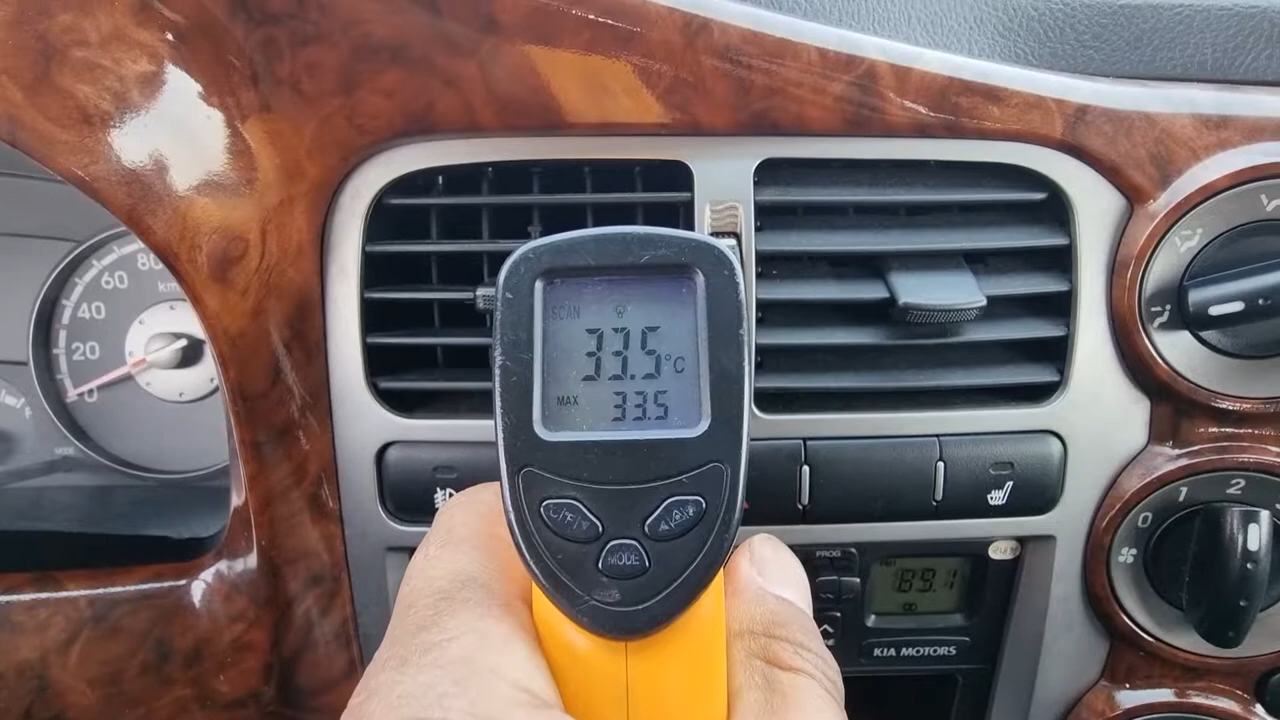 80
60
km
40
20
0
SCAN
33.5°C
MAX
33.5
MODE
1
2
0
PROG
89.1
KIA MOTORS